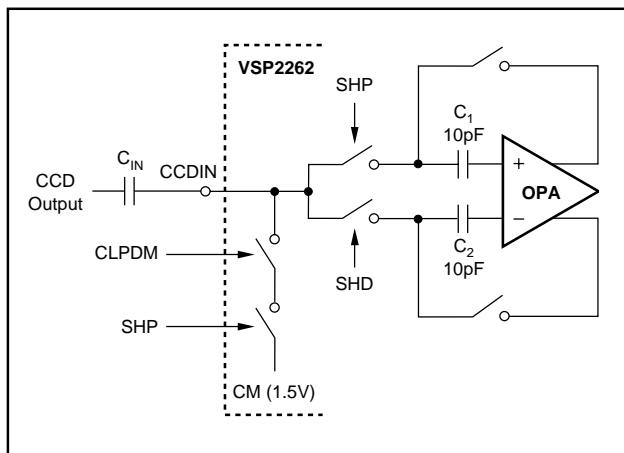 VSP2262
SHP
C1
10pF
CIN
CCDIN
CCD
Output
+
OPA
–
C2
10pF
CLPDM
SHD
SHP
CM (1.5V)